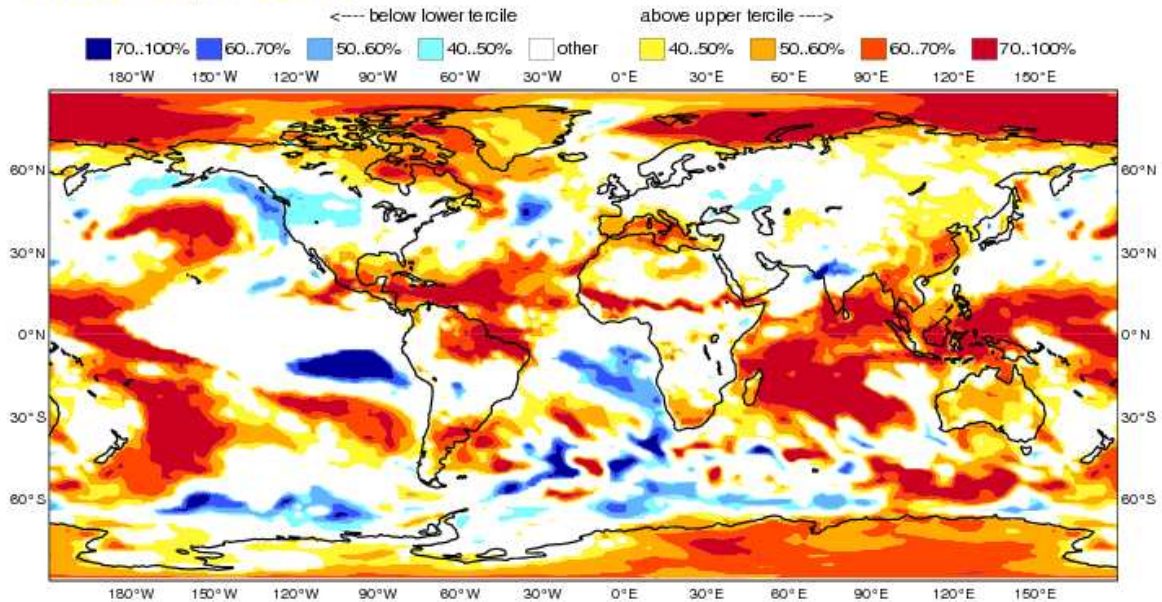 <---- below lower tercile above upper tercile ---->
70..100% 60..70% 50..60% 40..50% other 40..50% 50..60% 60..70% 70..100%
180°W 150°W 120°W 90°W 60°W 30°W 0°E 30°E 60°E 90°E 120°E 150°E
60°N 60°N
30°N 30°N
0°N 0°N
30°S 30°S
60°S 60°S
180°W 150°W 120°W 90°W 60°W 30°W 0°E 30°E 60°E 90°E 120°E 150°E